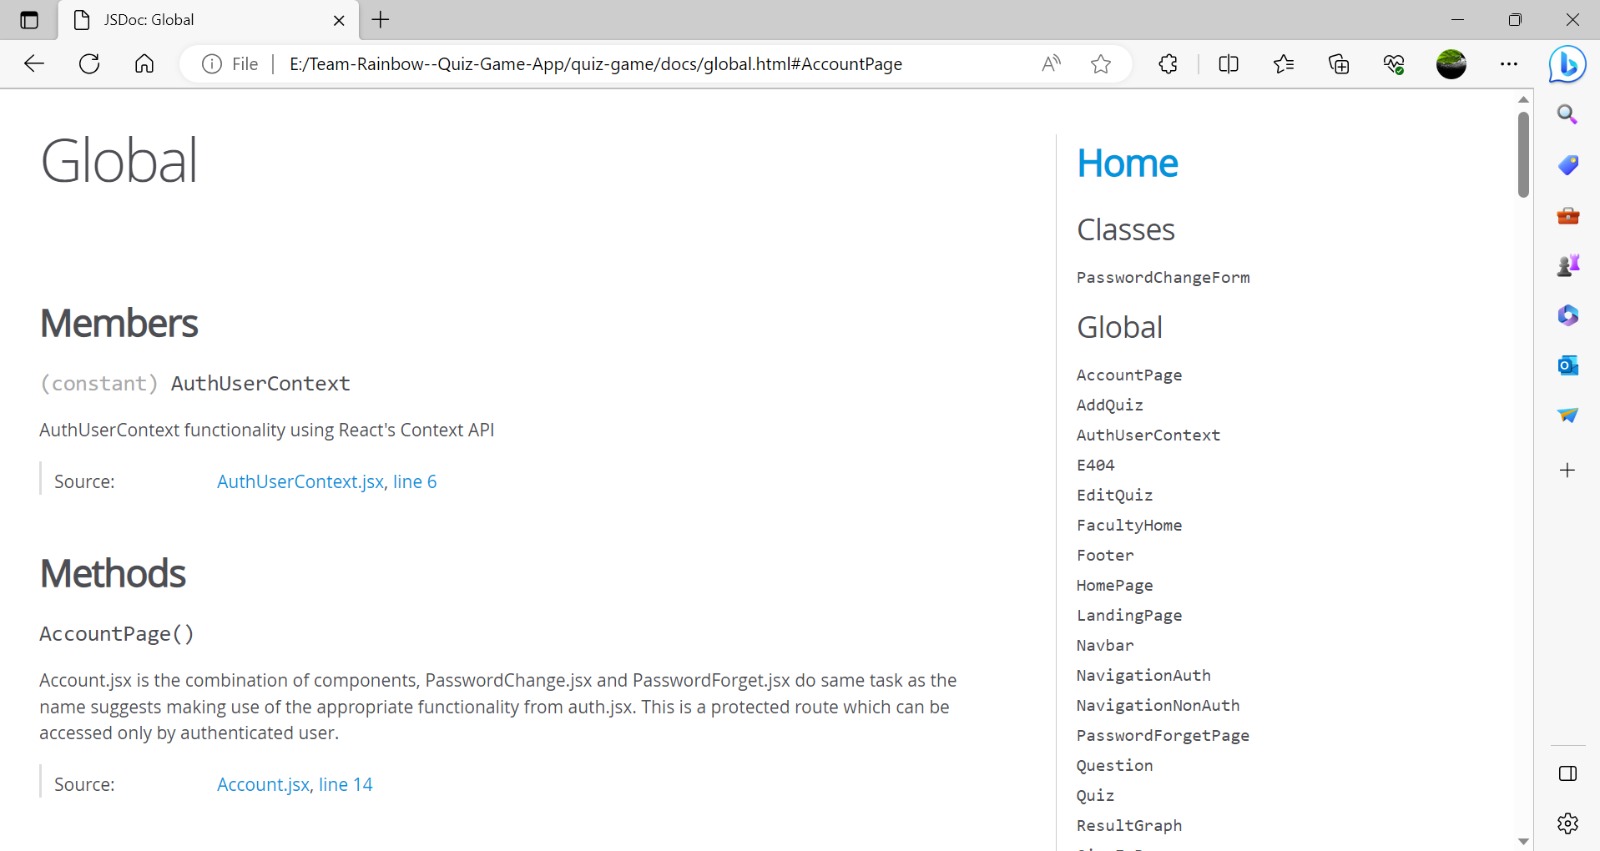 JSDoc: Global
File
E:/Team-Rainbow--Quiz-Game-App/quiz-game/docs/global.html#AccountPage
Global
Members
(constant) AuthUserContext
AuthUserContext functionality using React's Context API
Source: AuthUserContext.jsx, line 6
Methods
AccountPage()
Account.jsx is the combination of components, PasswordChange.jsx and PasswordForget.jsx do same task as the
name suggests making use of the appropriate functionality from auth.jsx. This is a protected route which can be
accessed only by authenticated user.
Source: Account.jsx, line 14
Home
Classes
PasswordChangeForm
Global
AccountPage
AddQuiz
AuthUserContext
E404
EditQuiz
FacultyHome
Footer
HomePage
LandingPage
Navbar
NavigationAuth
NavigationNonAuth
PasswordForgetPage
Question
Quiz
ResultGraph